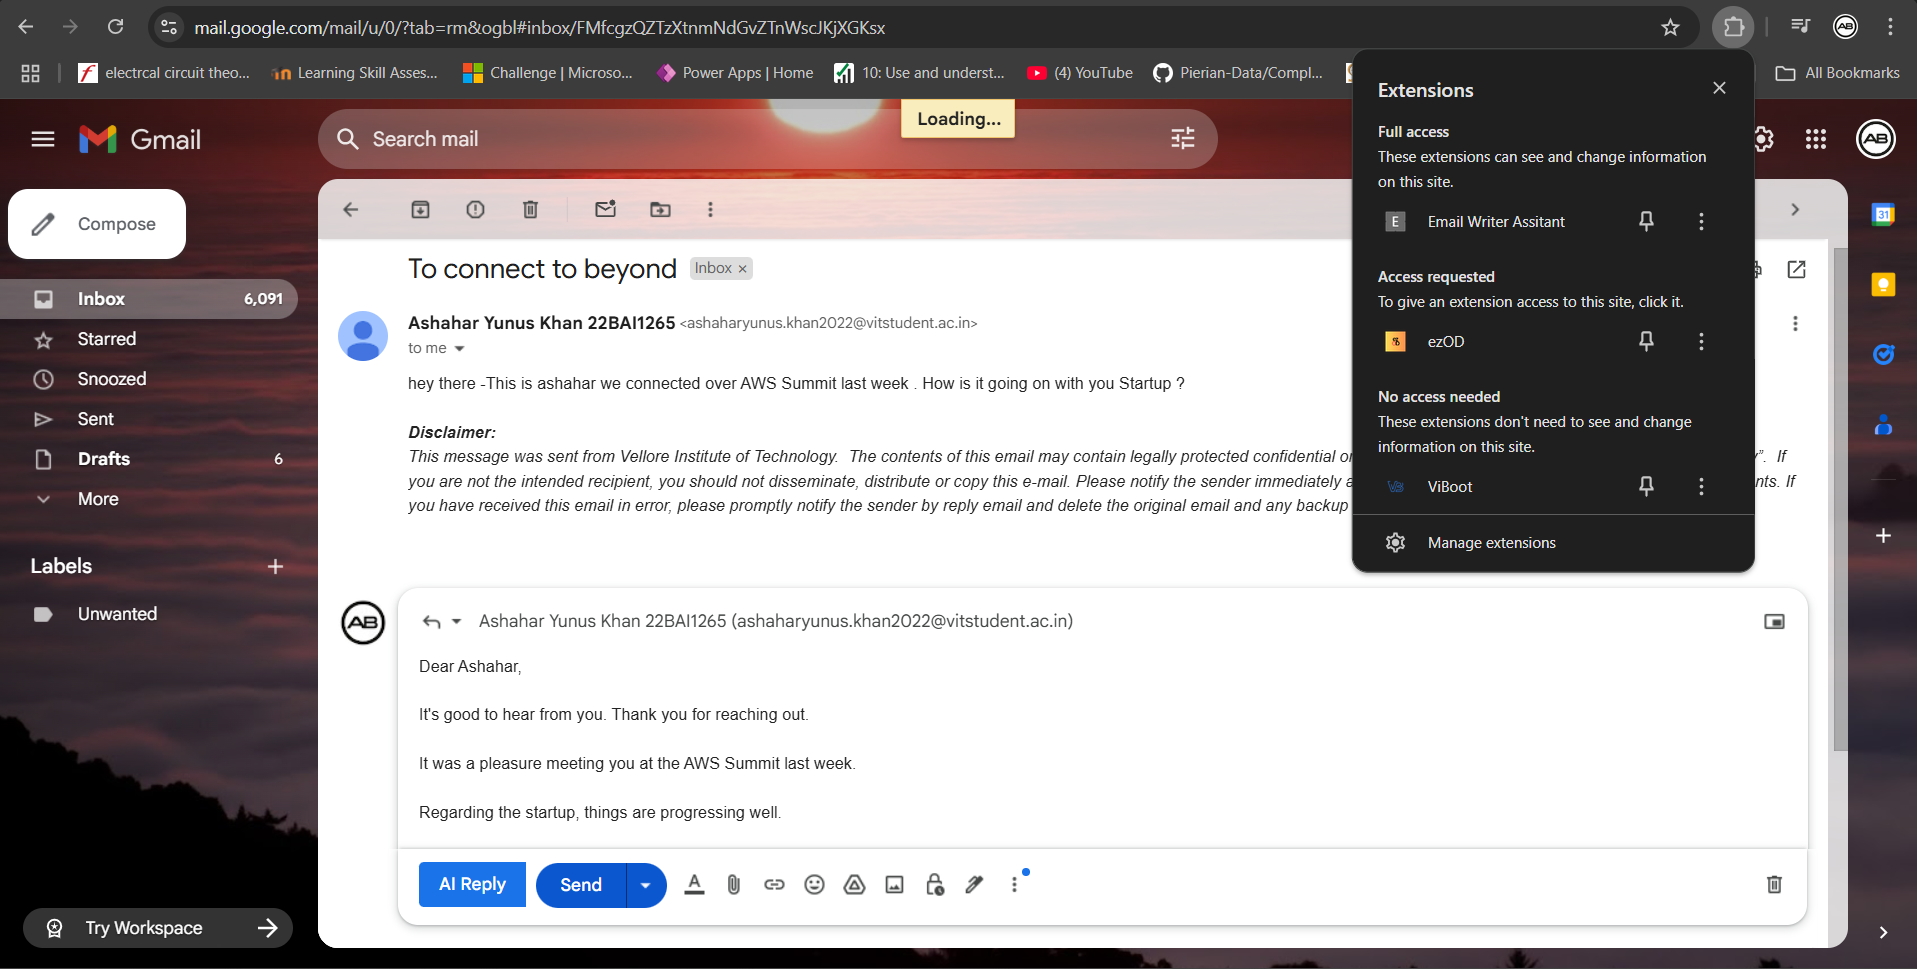 mail.google.com/mail/u/0/?tab=rm&ogbl#inbox/FMfcgzQZTzXtnmNdGvZTnWscJKjXGKsx
electrcal circuit theo...
Learning Skill Asses...
Challenge | Microso...
Power Apps | Home
10: Use and underst...
(4) YouTube
Pierian-Data/Compl...
All Bookmarks
Gmail
Search mail
Loading...
Compose
Inbox 6,091
Starred
Snoozed
Sent
Drafts 6
More
Labels
Unwanted
Try Workspace
To connect to beyond Inbox ×
Ashahar Yunus Khan 22BAI1265 <ashaharyunus.khan2022@vitstudent.ac.in>
to me
hey there -This is ashahar we connected over AWS Summit last week . How is it going on with you Startup ?
Disclaimer:
This message was sent from Vellore Institute of Technology.  The contents of this email may contain legally protected confidential or If
you are not the intended recipient, you should not disseminate, distribute or copy this e-mail. Please notify the sender immediately nts. If
you have received this email in error, please promptly notify the sender by reply email and delete the original email and any backup
Extensions
Full access
These extensions can see and change information
on this site.
E Email Writer Assitant
Access requested
To give an extension access to this site, click it.
ezOD
No access needed
These extensions don't need to see and change
information on this site.
ViBoot
Manage extensions
AB
AB
31
AB
Ashahar Yunus Khan 22BAI1265 (ashaharyunus.khan2022@vitstudent.ac.in)
Dear Ashahar,
It's good to hear from you. Thank you for reaching out.
It was a pleasure meeting you at the AWS Summit last week.
Regarding the startup, things are progressing well.
AI Reply
Send